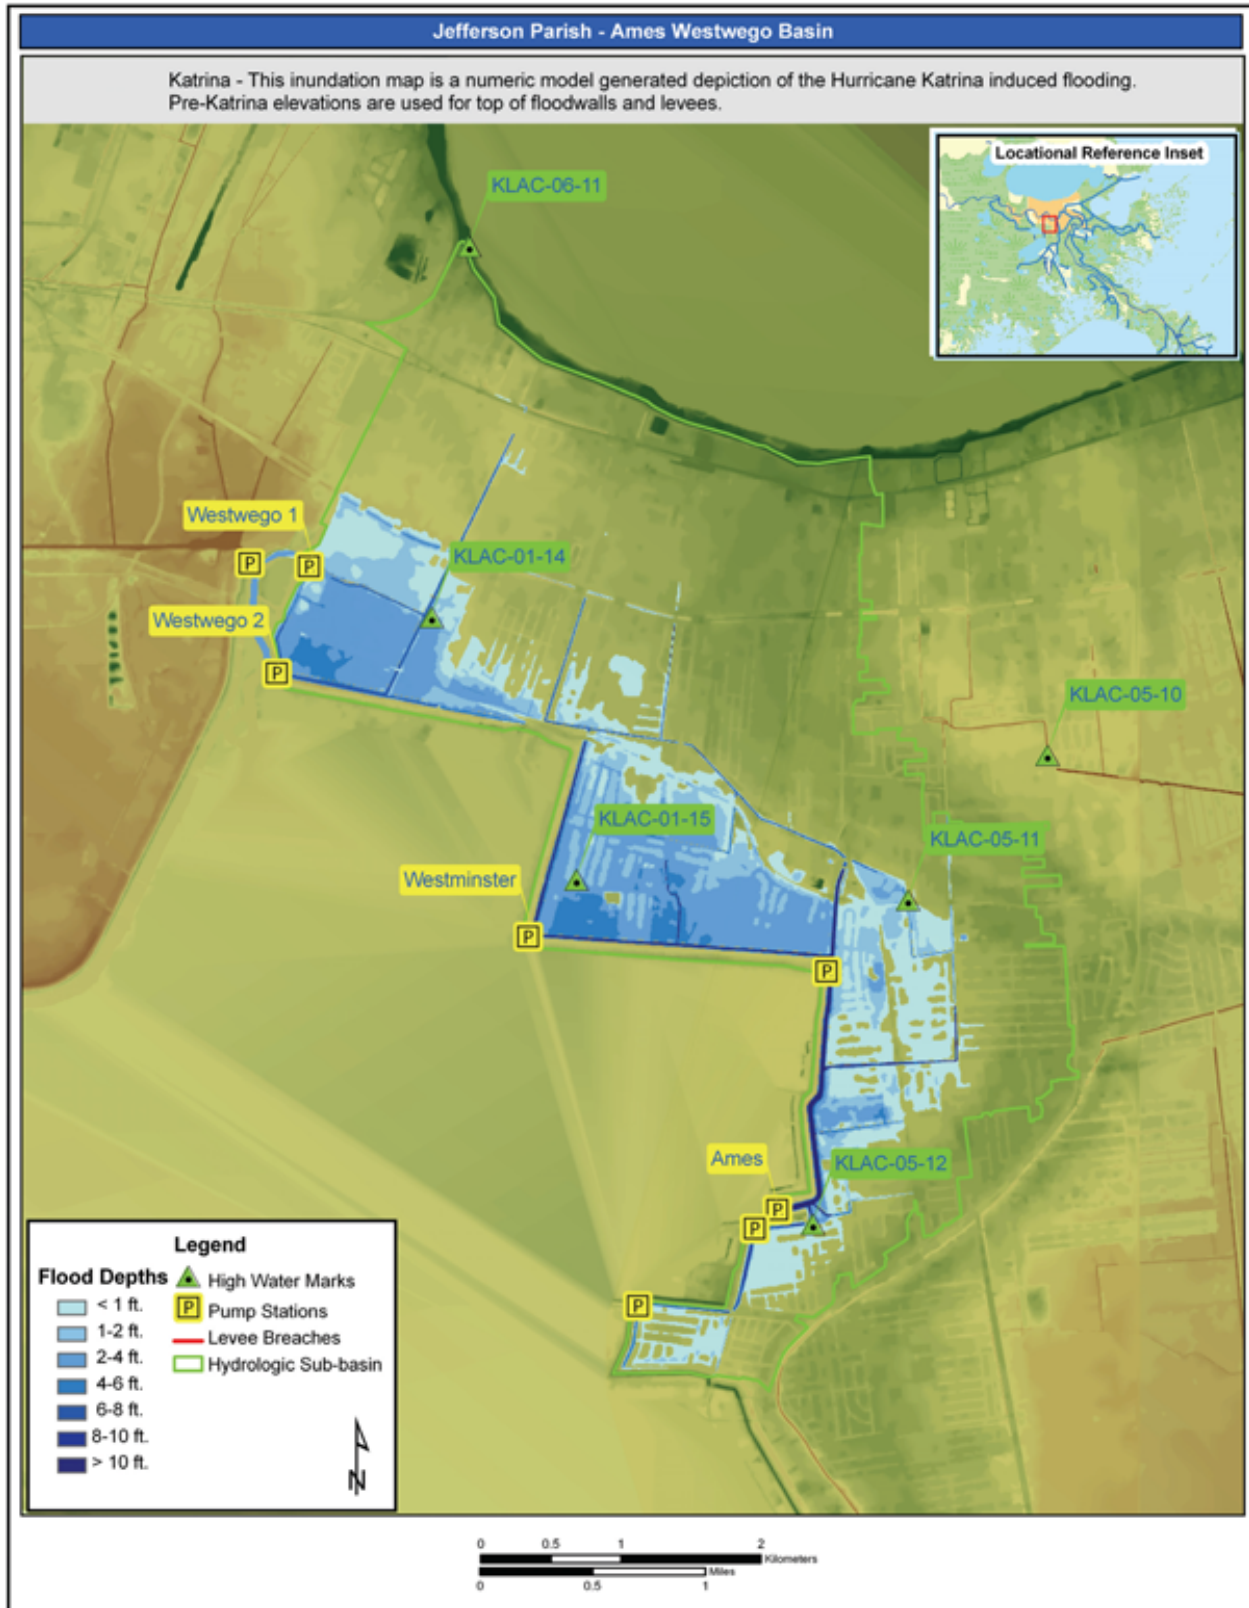 Jefferson Parish - Ames Westwego Basin
Katrina - This inundation map is a numeric model generated depiction of the Hurricane Katrina induced flooding.
Pre-Katrina elevations are used for top of floodwalls and levees.
Locational Reference Inset
KLAC-06-11
Westwego 1
P
P
KLAC-01-14
Westwego 2
P
KLAC-05-10
KLAC-01-15
KLAC-05-11
Westminster
P
P
Ames
KLAC-05-12
P
P
P
Legend
Flood Depths
< 1 ft.
1-2 ft.
2-4 ft.
4-6 ft.
6-8 ft.
8-10 ft.
> 10 ft.
High Water Marks
P Pump Stations
Levee Breaches
Hydrologic Sub-basin
N
0 0.5 1 2
Kilometers
Miles
0 0.5 1